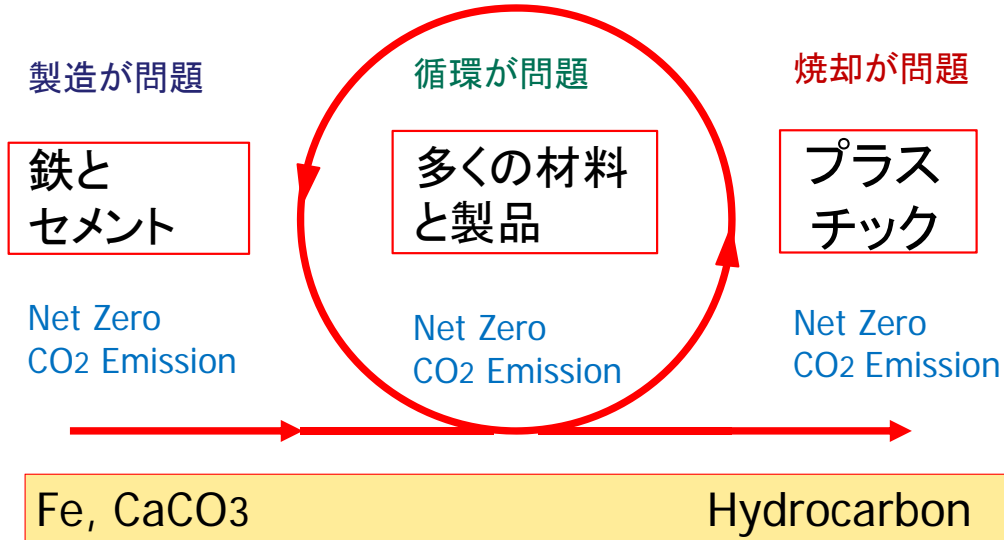 製造が問題
循環が問題
焼却が問題
鉄と
セメント
多くの材料
と製品
プラス
チック
Net Zero
CO2 Emission
Net Zero
CO2 Emission
Net Zero
CO2 Emission
Fe, CaCO3
Hydrocarbon